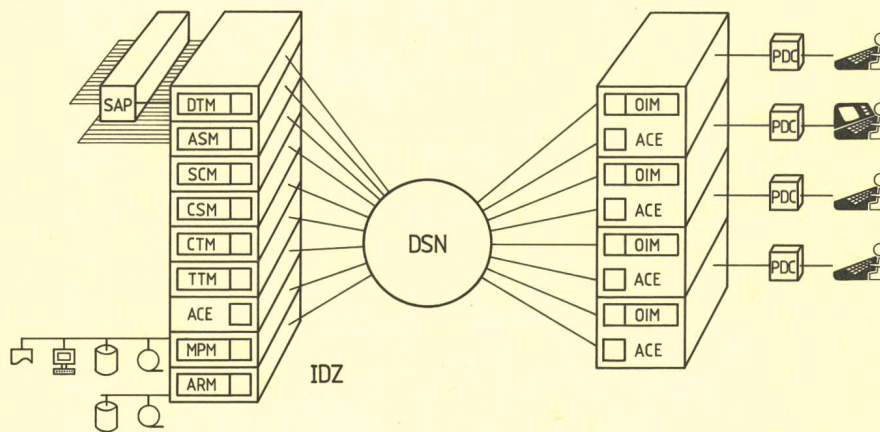 SAP
DTM
ASM
SCM
CSM
CTM
TTM
ACE
MPM
ARM
IDZ
DSN
OIM
ACE
OIM
ACE
OIM
ACE
OIM
ACE
PDC
PDC
PDC
PDC